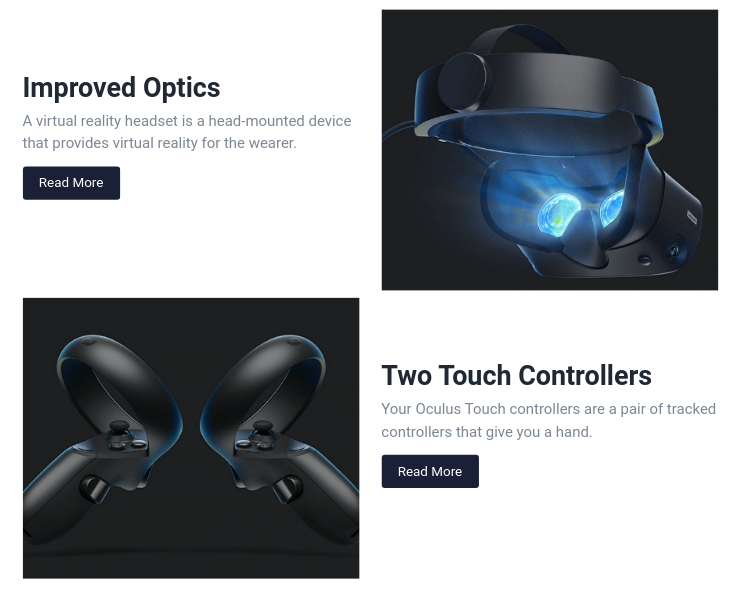 Improved Optics
A virtual reality headset is a head-mounted device
that provides virtual reality for the wearer.
Read More
Two Touch Controllers
Your Oculus Touch controllers are a pair of tracked
controllers that give you a hand.
Read More